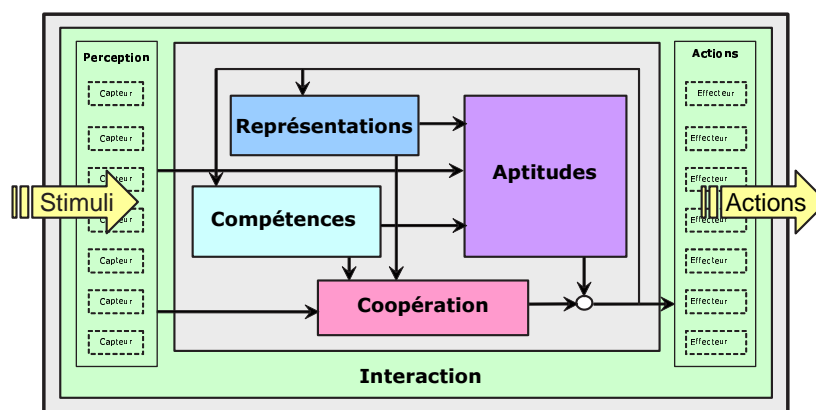 Perception
Actions
Capteur
Effecteur
Représentations
Capteur
Effecteur
Aptitudes
Capteur
Effecteur
Stimuli
Actions
Compétences
Capteur
Effecteur
Capteur
Effecteur
Coopération
Capteur
Effecteur
Capteur
Effecteur
Interaction